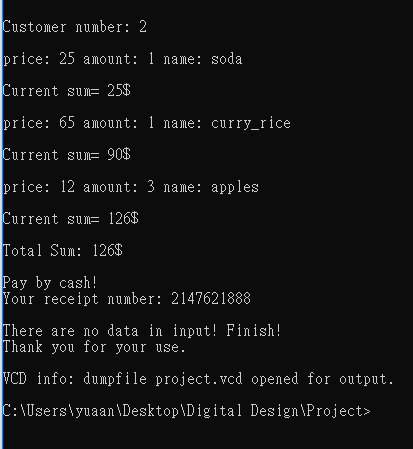 Customer number: 2
price: 25 amount: 1 name: soda
Current sum= 25$
price: 65 amount: 1 name: curry_rice
Current sum= 90$
price: 12 amount: 3 name: apples
Current sum= 126$
Total Sum: 126$
Pay by cash!
Your receipt number: 2147621888
There are no data in input! Finish!
Thank you for your use.
VCD info: dumpfile project.vcd opened for output.
C:\Users\yuaan\Desktop\Digital Design\Project>